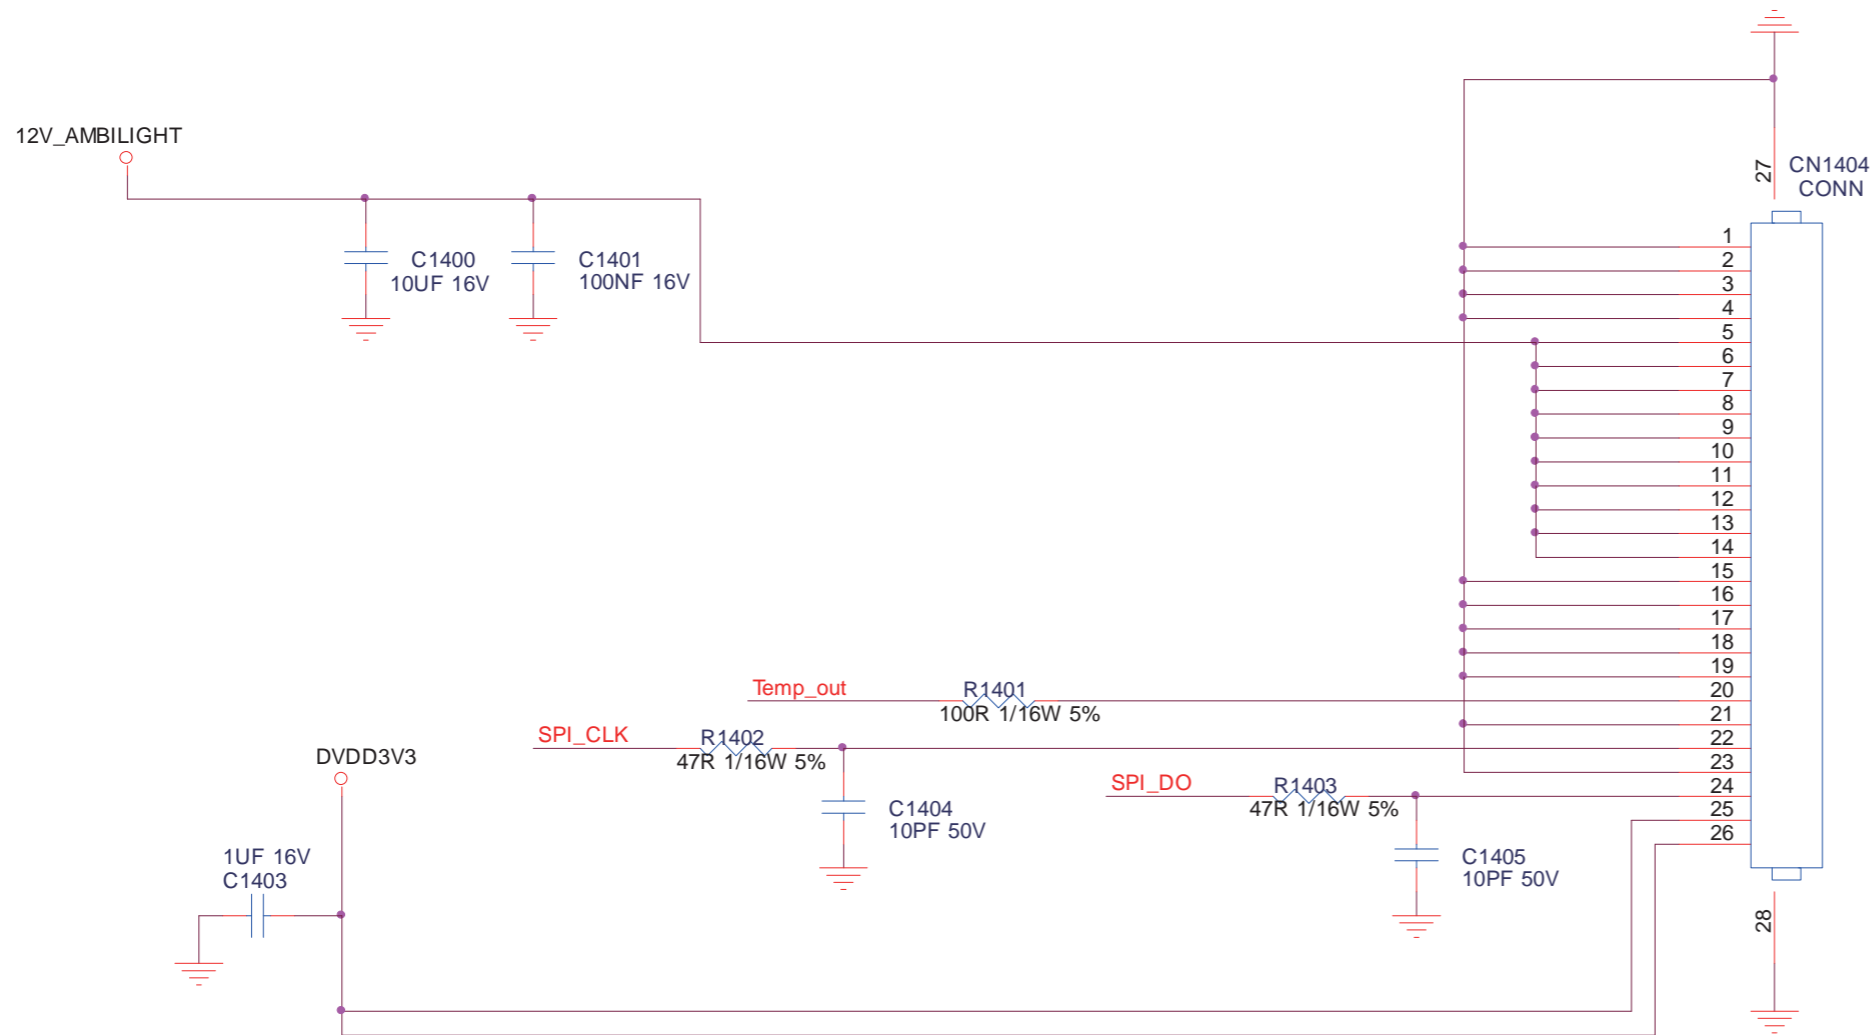 12V_AMBILIGHT
27
CN1404
CONN
C1400
10UF 16V
C1401
100NF 16V
1
2
3
4
5
6
7
8
9
10
11
12
13
14
15
16
17
18
19
20
21
22
23
24
25
26
Temp_out
R1401
100R 1/16W 5%
SPI_CLK
R1402
47R 1/16W 5%
DVDD3V3
SPI_DO
R1403
47R 1/16W 5%
C1404
10PF 50V
1UF 16V
C1403
C1405
10PF 50V
28